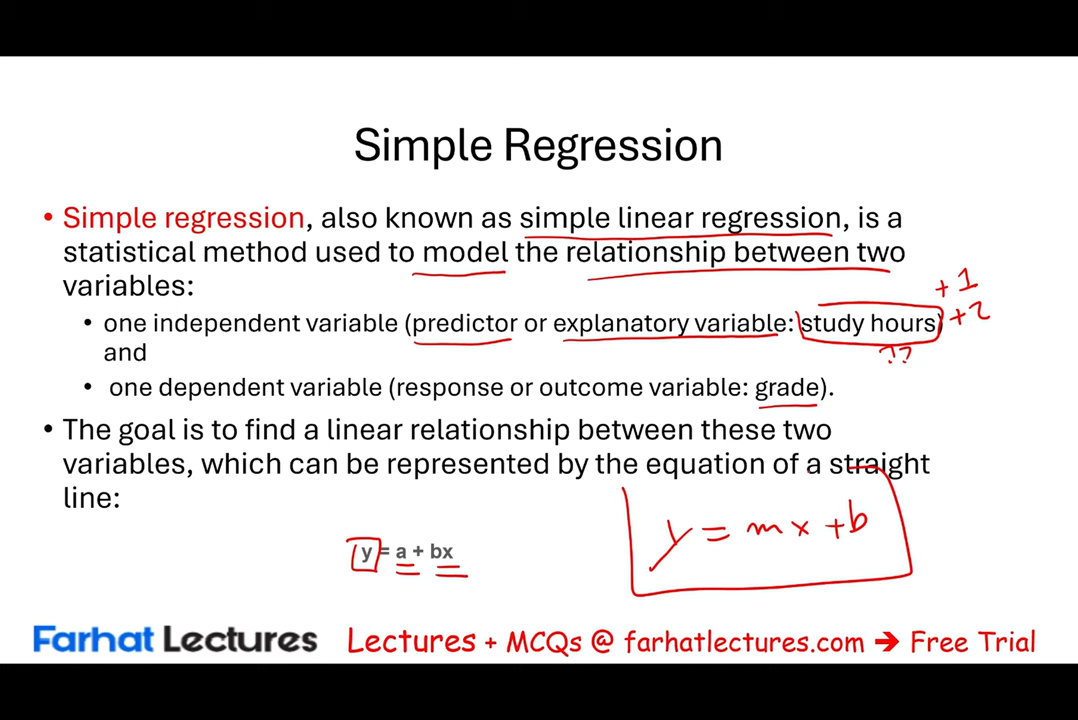 Simple Regression
• Simple regression, also known as simple linear regression, is a
statistical method used to model the relationship between two
variables:
+1
• one independent variable (predictor or explanatory variable: study hours)
+2
and
??
• one dependent variable (response or outcome variable: grade).
• The goal is to find a linear relationship between these two
variables, which can be represented by the equation of a straight
line:
y = mx + b
y = a + bx
Farhat Lectures Lectures + MCQs @ farhatlectures.com → Free Trial